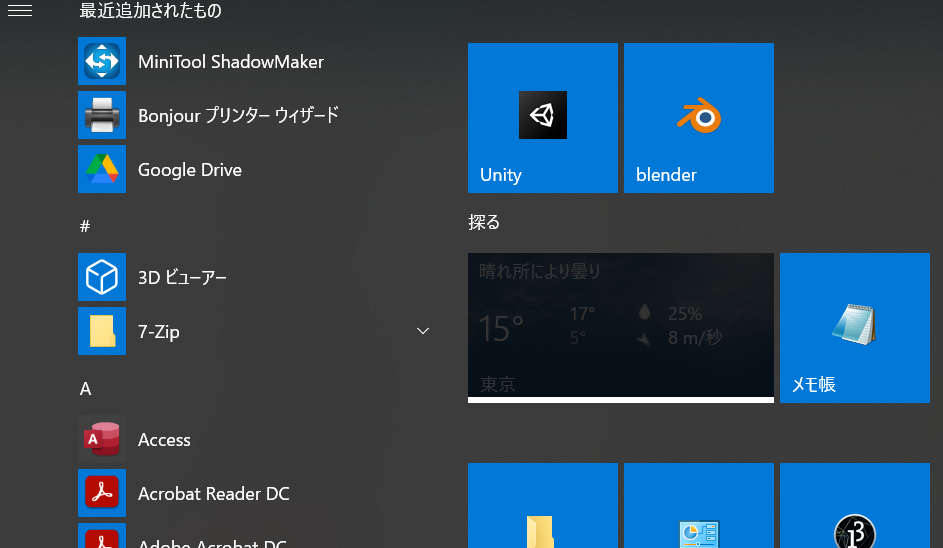 最近追加されたもの
MiniTool ShadowMaker
Bonjour プリンター ウィザード
Google Drive
#
3D ビューアー
7-Zip
A
Access
Acrobat Reader DC
Adobe Acrobat DC
Unity
blender
探る
晴れ所により曇り
15°
17°
5°
25%
8 m/秒
東京
メモ帳